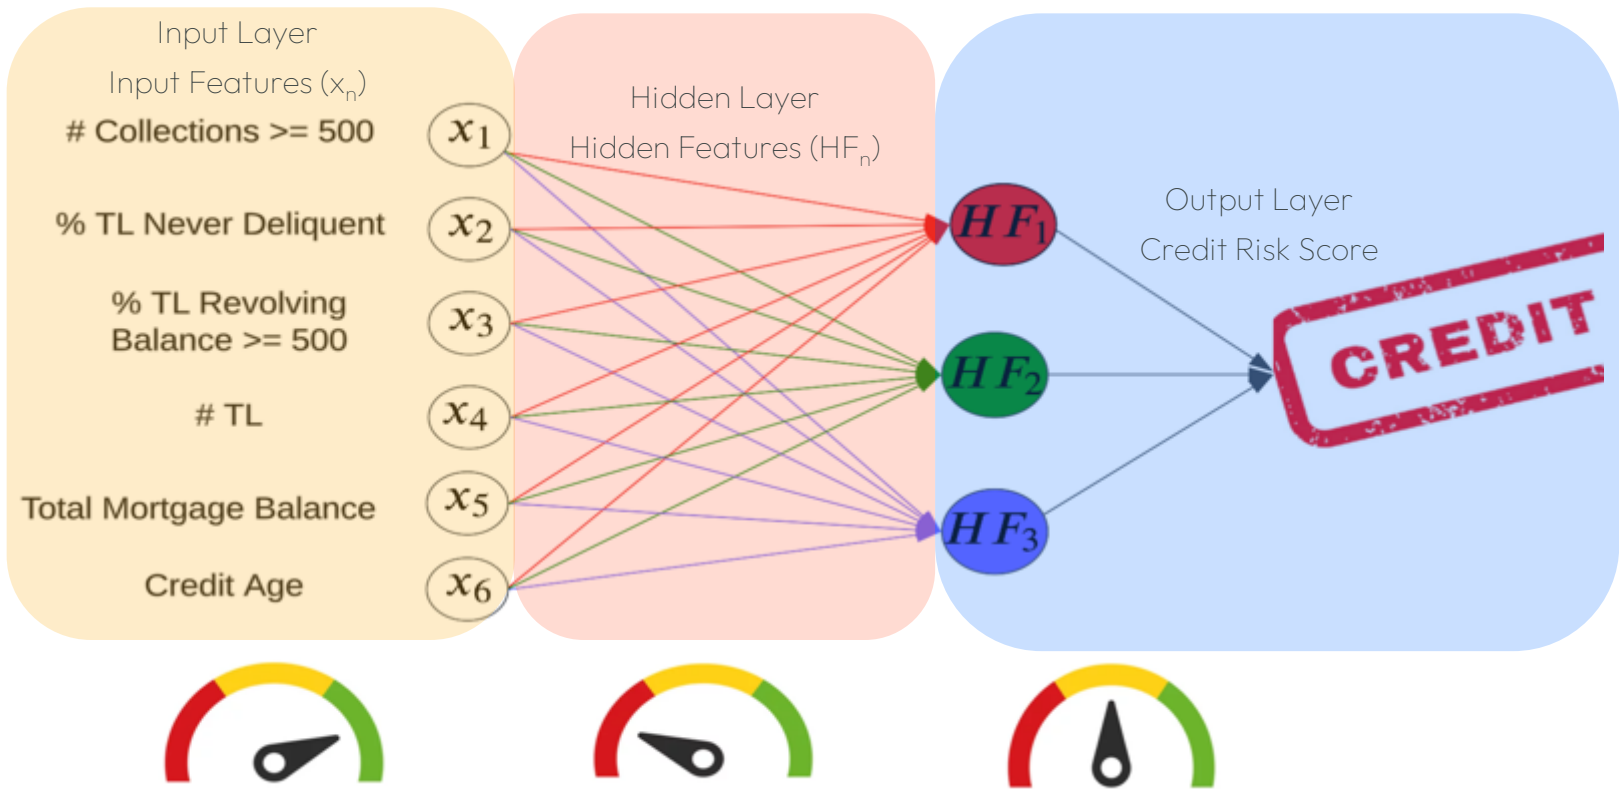 Input Layer
Input Features (xn)
# Collections >= 500
x1
% TL Never Deliquent
x2
% TL Revolving
Balance >= 500
x3
# TL
x4
Total Mortgage Balance
x5
Credit Age
x6
Hidden Layer
Hidden Features (HFn)
HF1
HF2
HF3
Output Layer
Credit Risk Score
CREDIT